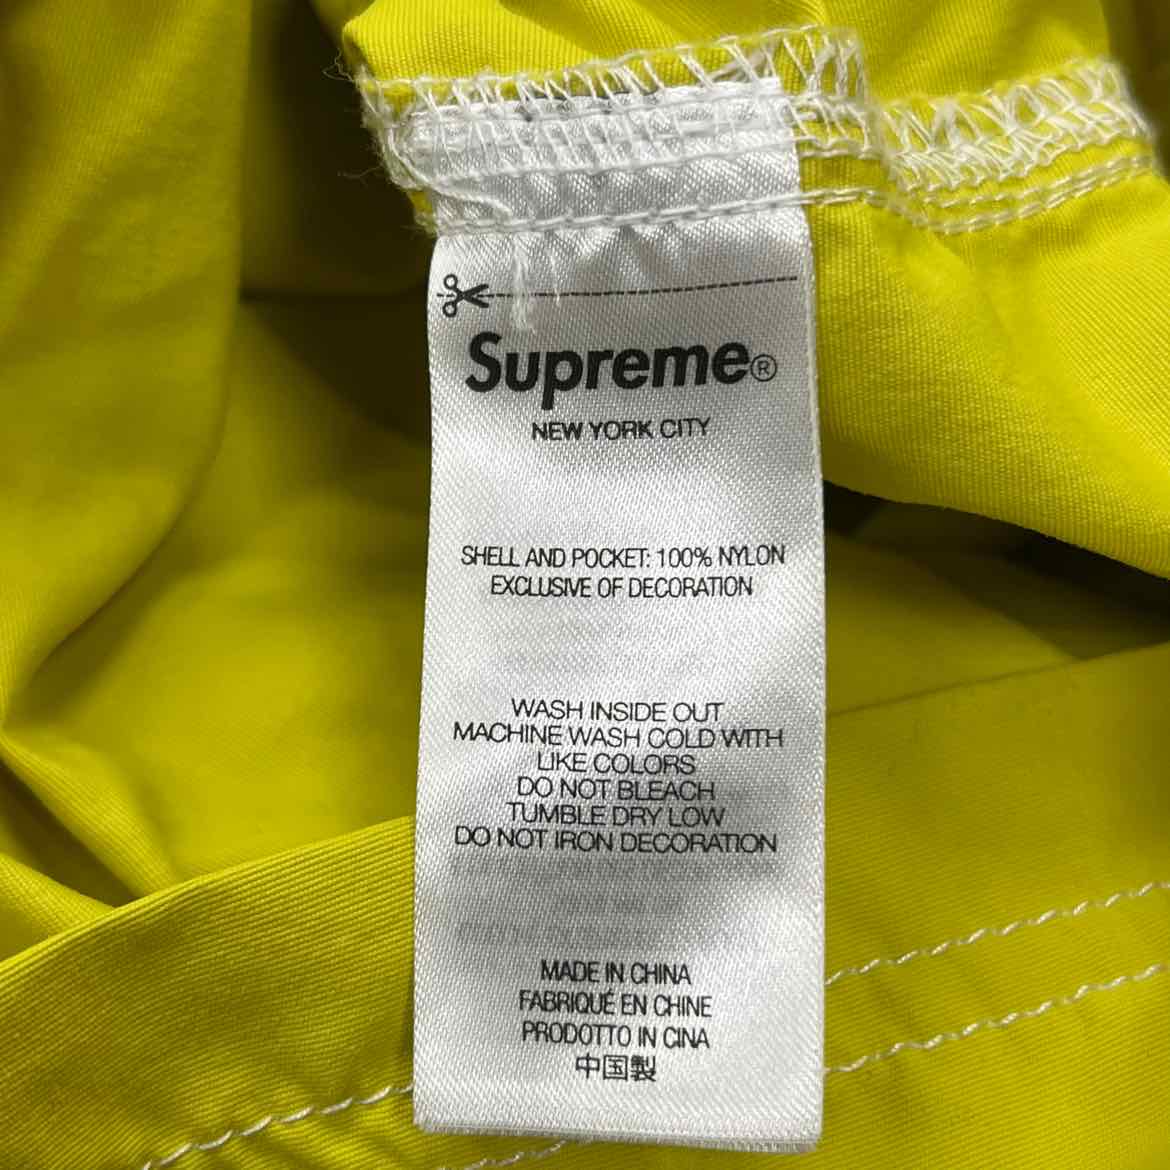 Supreme®
NEW YORK CITY
SHELL AND POCKET: 100% NYLON
EXCLUSIVE OF DECORATION
WASH INSIDE OUT
MACHINE WASH COLD WITH
LIKE COLORS
DO NOT BLEACH
TUMBLE DRY LOW
DO NOT IRON DECORATION
MADE IN CHINA
FABRIQUÉ EN CHINE
PRODOTTO IN CINA
中国製